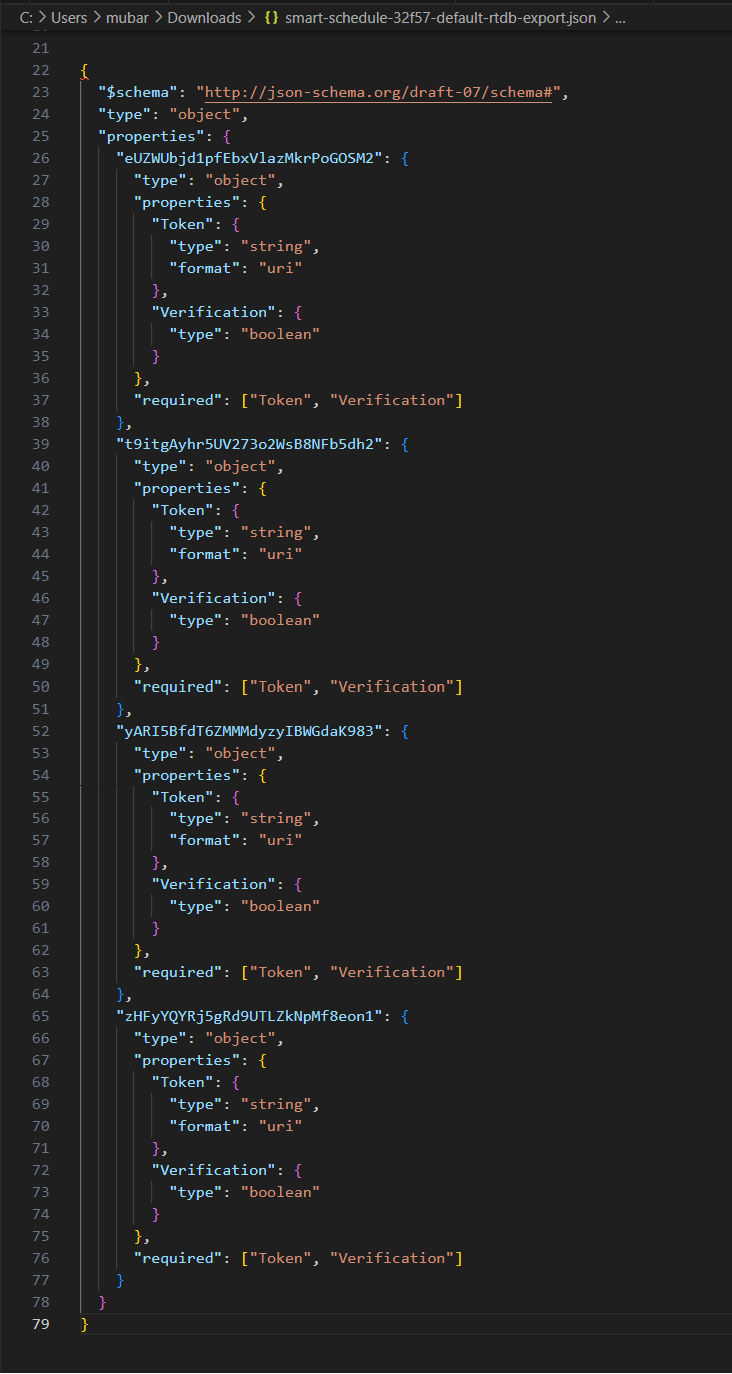 C: > Users > mubar > Downloads > {} smart-schedule-32f57-default-rtdb-export.json > ...
21
22 {
23 "$schema": "http://json-schema.org/draft-07/schema#",
24 "type": "object",
25 "properties": {
26 "eUZWUbjd1pfEbxVlazMkrPoGOSM2": {
27 "type": "object",
28 "properties": {
29 "Token": {
30 "type": "string",
31 "format": "uri"
32 },
33 "Verification": {
34 "type": "boolean"
35 }
36 },
37 "required": ["Token", "Verification"]
38 },
39 "t9itgAyhr5UV273o2WsB8NFb5dh2": {
40 "type": "object",
41 "properties": {
42 "Token": {
43 "type": "string",
44 "format": "uri"
45 },
46 "Verification": {
47 "type": "boolean"
48 }
49 },
50 "required": ["Token", "Verification"]
51 },
52 "yARI5BfdT6ZMMMdyzyIBWGdaK983": {
53 "type": "object",
54 "properties": {
55 "Token": {
56 "type": "string",
57 "format": "uri"
58 },
59 "Verification": {
60 "type": "boolean"
61 }
62 },
63 "required": ["Token", "Verification"]
64 },
65 "zHFyYQYRj5gRd9UTLZkNpMf8eon1": {
66 "type": "object",
67 "properties": {
68 "Token": {
69 "type": "string",
70 "format": "uri"
71 },
72 "Verification": {
73 "type": "boolean"
74 }
75 },
76 "required": ["Token", "Verification"]
77 }
78 }
79 }